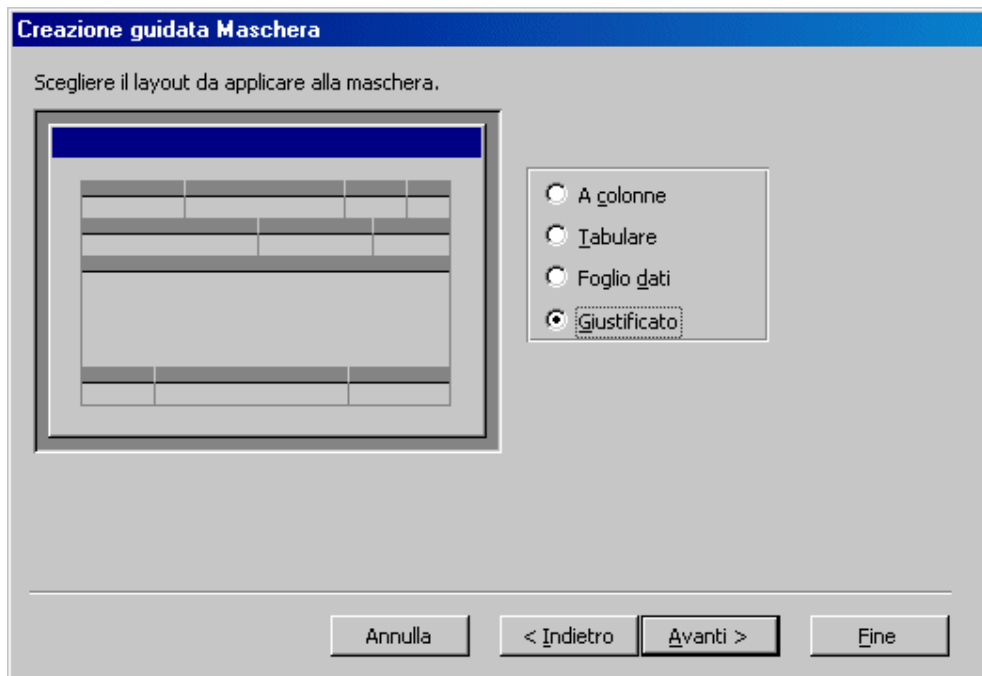 Creazione guidata Maschera
Scegliere il layout da applicare alla maschera.
A colonne
Tabulare
Foglio dati
Giustificato
Annulla
< Indietro
Avanti >
Fine